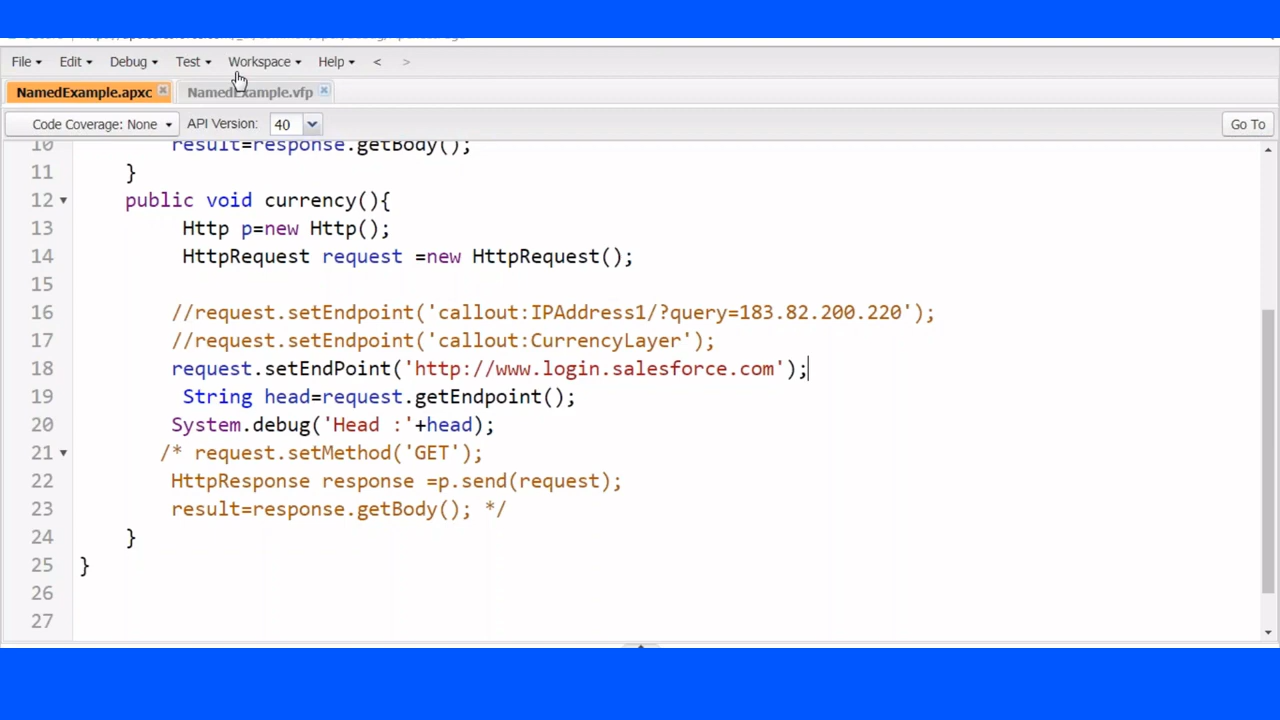 File Edit Debug Test Workspace Help < >
NamedExample.apxc NamedExample.vfp
Code Coverage: None API Version: 40 Go To
10 result=response.getBody();
11 }
12 public void currency(){
13 Http p=new Http();
14 HttpRequest request =new HttpRequest();
15
16 //request.setEndpoint('callout:IPAddress1/?query=183.82.200.220');
17 //request.setEndpoint('callout:CurrencyLayer');
18 request.setEndPoint('http://www.login.salesforce.com');
19 String head=request.getEndpoint();
20 System.debug('Head :'+head);
21 /* request.setMethod('GET');
22 HttpResponse response =p.send(request);
23 result=response.getBody(); */
24 }
25 }
26
27